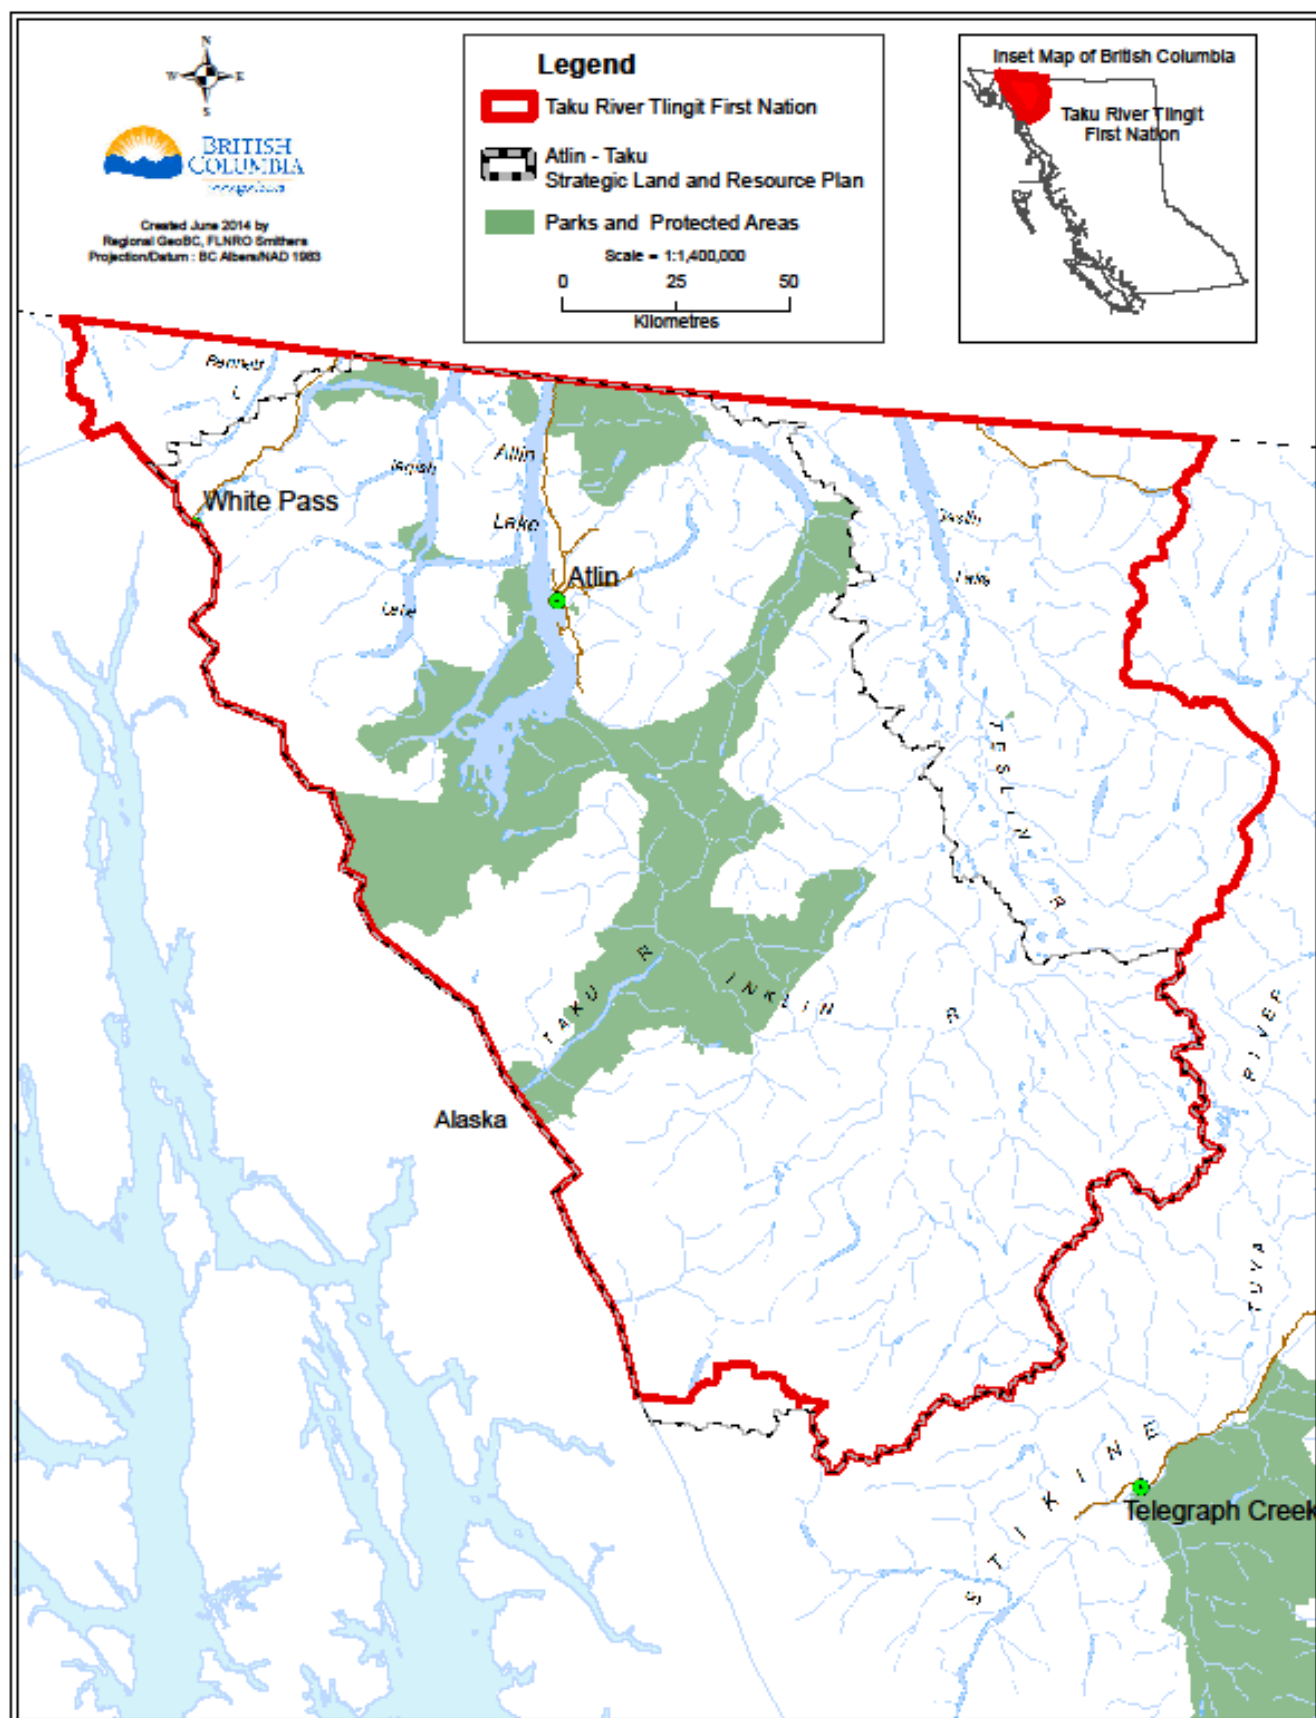 N
W E
S
BRITISH
COLUMBIA
Created June 2014 by
Regional GeoBC, FLNRO Smithers
Projection/Datum : BC Albers/NAD 1983
Legend
Taku River Tlingit First Nation
Atlin - Taku
Strategic Land and Resource Plan
Parks and Protected Areas
Scale = 1:1,400,000
0 25 50
Kilometres
Inset Map of British Columbia
Taku River Tlingit
First Nation
Bennett
L
Atlin
Lake
White Pass
Lake
Atlin
Lake
TESLIN R
TAKU R
INKLIN R
RIVER
Alaska
TUYA
STIKINE
Telegraph Creek